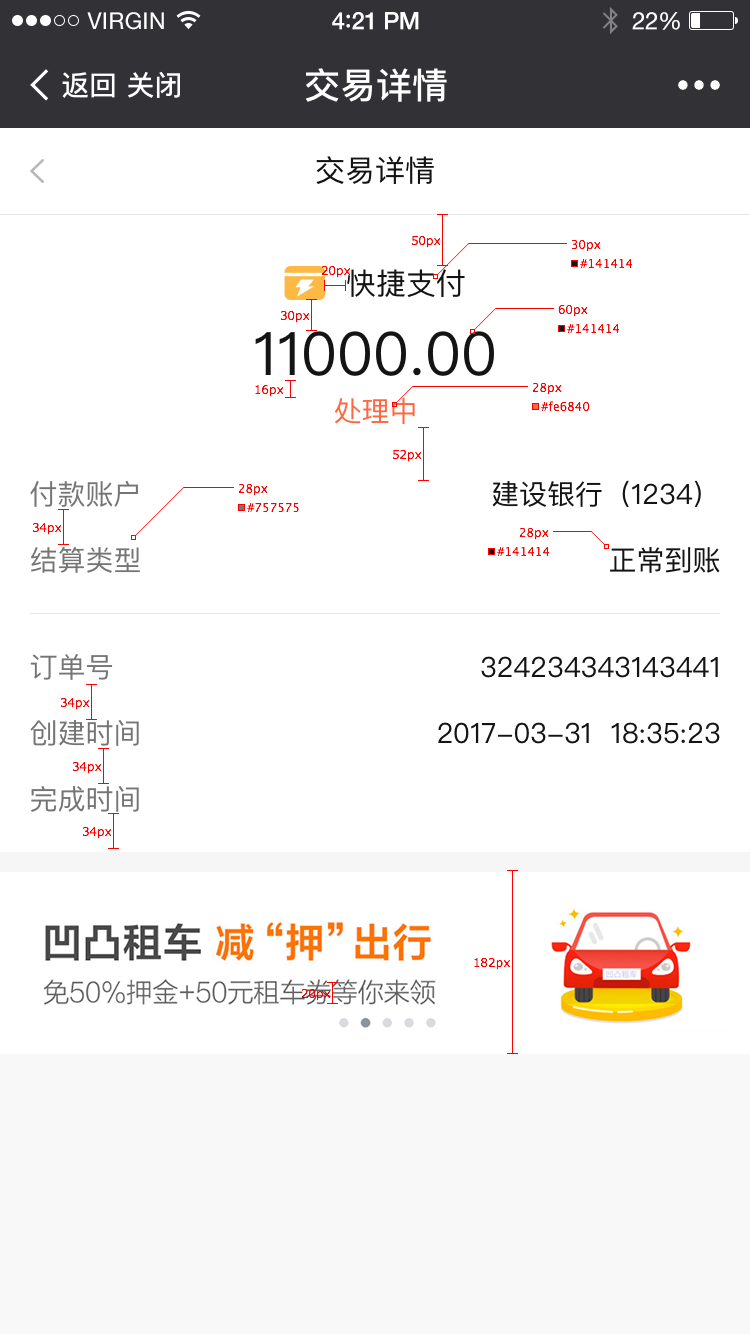 VIRGIN 4:21 PM 22%
返回 关闭 交易详情
交易详情
50px
30px
#141414
20px
快捷支付
30px
60px
#141414
11000.00
16px
28px
#fe6840
处理中
52px
付款账户
28px
#757575
建设银行（1234）
34px
28px
#141414
结算类型
正常到账
订单号 324234343143441
34px
创建时间 2017-03-31 18:35:23
34px
完成时间
34px
凹凸租车 减“押”出行
182px
免50%押金+50元租车券等你来领
20px
凹凸租车